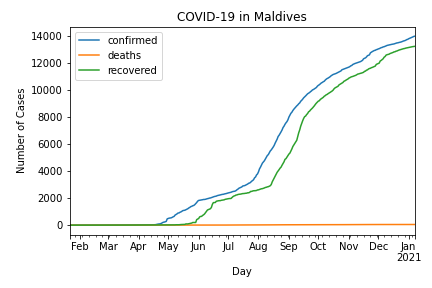 COVID-19 in Maldives
confirmed
deaths
recovered
Number of Cases
14000
12000
10000
8000
6000
4000
2000
0
Feb Mar Apr May Jun Jul Aug Sep Oct Nov Dec Jan
2021
Day